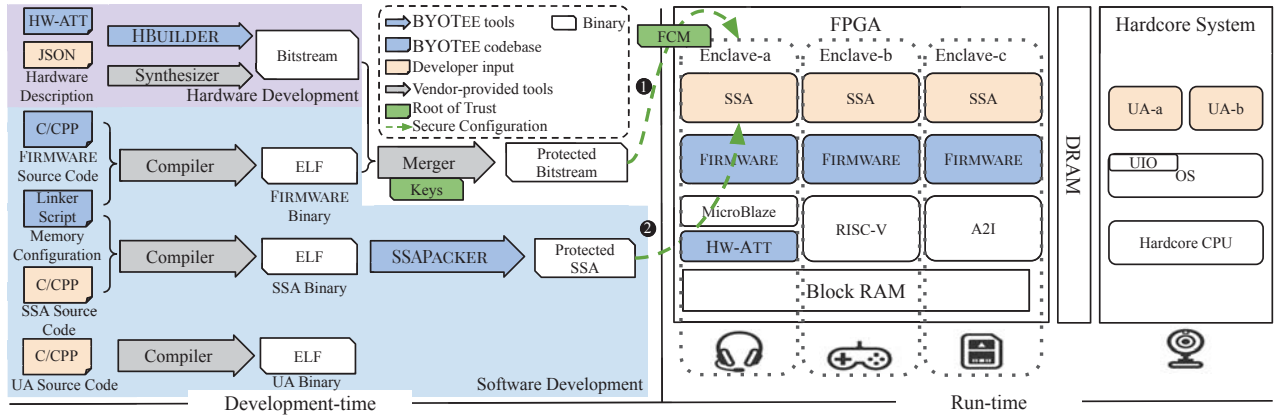 HW-ATT
JSON
Hardware
Description
HBUILDER
Synthesizer
Bitstream
Hardware Development
BYOTEE tools
Binary
BYOTEE codebase
Developer input
Vendor-provided tools
Root of Trust
Secure Configuration
C/CPP
FIRMWARE
Source Code
Linker
Script
Memory
Configuration
C/CPP
SSA Source
Code
C/CPP
UA Source Code
Compiler
ELF
FIRMWARE
Binary
Merger
Keys
Protected
Bitstream
Compiler
ELF
SSA Binary
SSAPACKER
Protected
SSA
Compiler
ELF
UA Binary
Software Development
Development-time
1
2
FCM
FPGA
Enclave-a
Enclave-b
Enclave-c
SSA
SSA
SSA
FIRMWARE
FIRMWARE
FIRMWARE
MicroBlaze
HW-ATT
RISC-V
A2I
Block RAM
DRAM
Hardcore System
UA-a
UA-b
UIO
OS
Hardcore CPU
Run-time